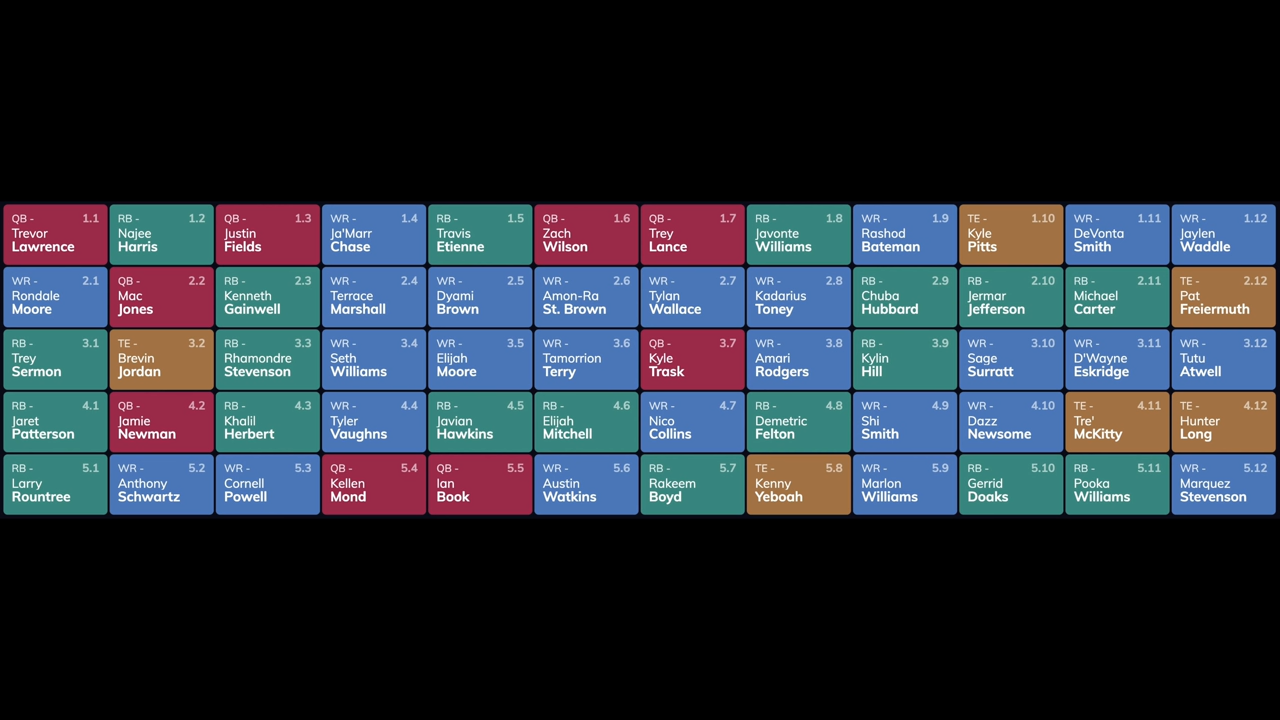 QB - 1.1
Trevor
Lawrence
RB - 1.2
Najee
Harris
QB - 1.3
Justin
Fields
WR - 1.4
Ja'Marr
Chase
RB - 1.5
Travis
Etienne
QB - 1.6
Zach
Wilson
QB - 1.7
Trey
Lance
RB - 1.8
Javonte
Williams
WR - 1.9
Rashod
Bateman
TE - 1.10
Kyle
Pitts
WR - 1.11
DeVonta
Smith
WR - 1.12
Jaylen
Waddle
WR - 2.1
Rondale
Moore
QB - 2.2
Mac
Jones
RB - 2.3
Kenneth
Gainwell
WR - 2.4
Terrace
Marshall
WR - 2.5
Dyami
Brown
WR - 2.6
Amon-Ra
St. Brown
WR - 2.7
Tylan
Wallace
WR - 2.8
Kadarius
Toney
RB - 2.9
Chuba
Hubbard
RB - 2.10
Jermar
Jefferson
RB - 2.11
Michael
Carter
TE - 2.12
Pat
Freiermuth
RB - 3.1
Trey
Sermon
TE - 3.2
Brevin
Jordan
RB - 3.3
Rhamondre
Stevenson
WR - 3.4
Seth
Williams
WR - 3.5
Elijah
Moore
WR - 3.6
Tamorrion
Terry
QB - 3.7
Kyle
Trask
WR - 3.8
Amari
Rodgers
RB - 3.9
Kylin
Hill
WR - 3.10
Sage
Surratt
WR - 3.11
D'Wayne
Eskridge
WR - 3.12
Tutu
Atwell
RB - 4.1
Jaret
Patterson
QB - 4.2
Jamie
Newman
RB - 4.3
Khalil
Herbert
WR - 4.4
Tyler
Vaughns
RB - 4.5
Javian
Hawkins
RB - 4.6
Elijah
Mitchell
WR - 4.7
Nico
Collins
RB - 4.8
Demetric
Felton
WR - 4.9
Shi
Smith
WR - 4.10
Dazz
Newsome
TE - 4.11
Tre'
McKitty
TE - 4.12
Hunter
Long
RB - 5.1
Larry
Rountree
WR - 5.2
Anthony
Schwartz
WR - 5.3
Cornell
Powell
QB - 5.4
Kellen
Mond
QB - 5.5
Ian
Book
WR - 5.6
Austin
Watkins
RB - 5.7
Rakeem
Boyd
TE - 5.8
Kenny
Yeboah
WR - 5.9
Marlon
Williams
RB - 5.10
Gerrid
Doaks
RB - 5.11
Pooka
Williams
WR - 5.12
Marquez
Stevenson